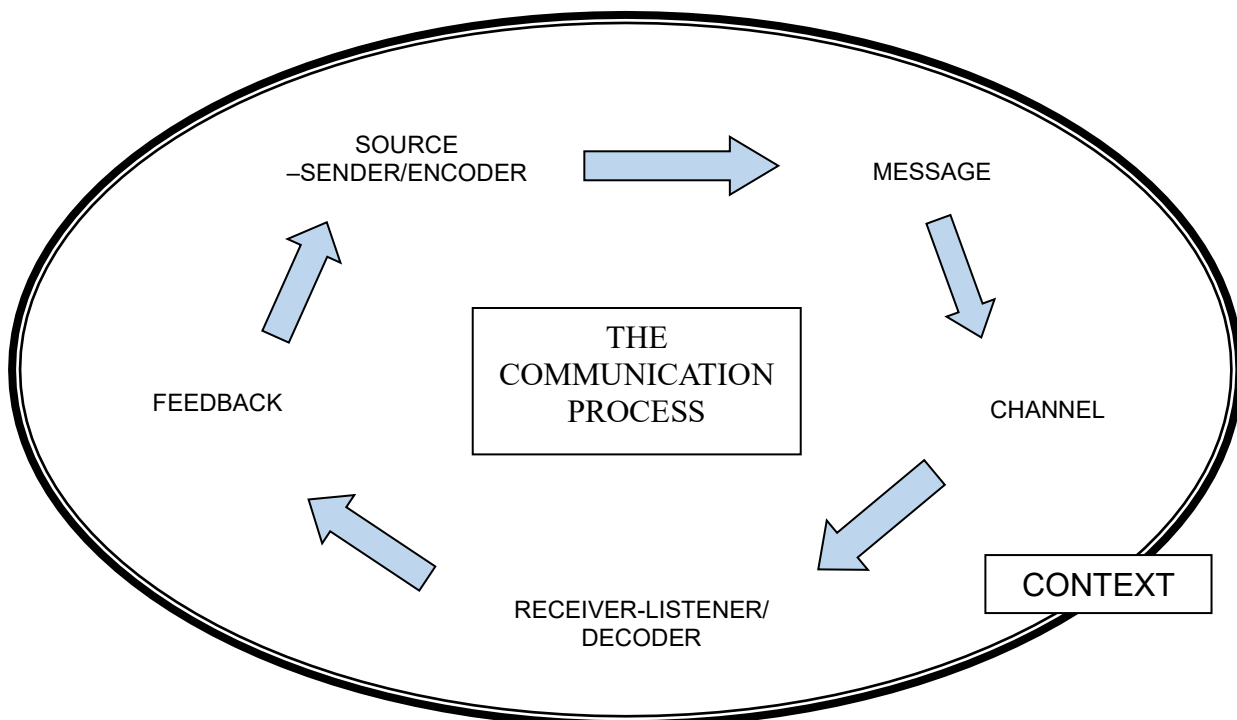 SOURCE
–SENDER/ENCODER
MESSAGE
THE
COMMUNICATION
PROCESS
FEEDBACK
CHANNEL
CONTEXT
RECEIVER-LISTENER/
DECODER